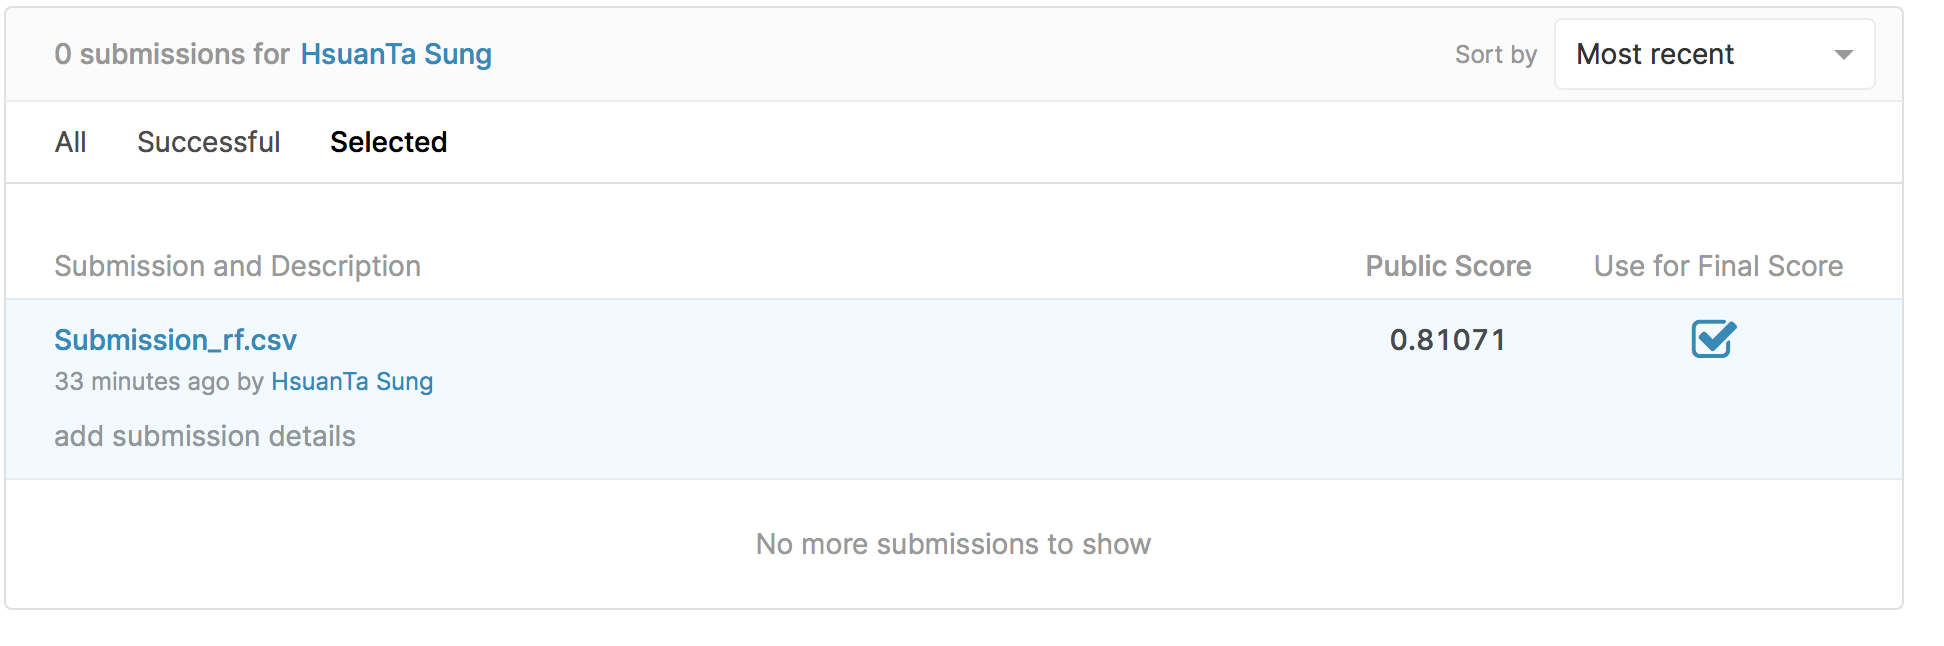 0 submissions for HsuanTa Sung
Sort by Most recent
All Successful Selected
Submission and Description Public Score Use for Final Score
Submission_rf.csv 0.81071
33 minutes ago by HsuanTa Sung
add submission details
No more submissions to show